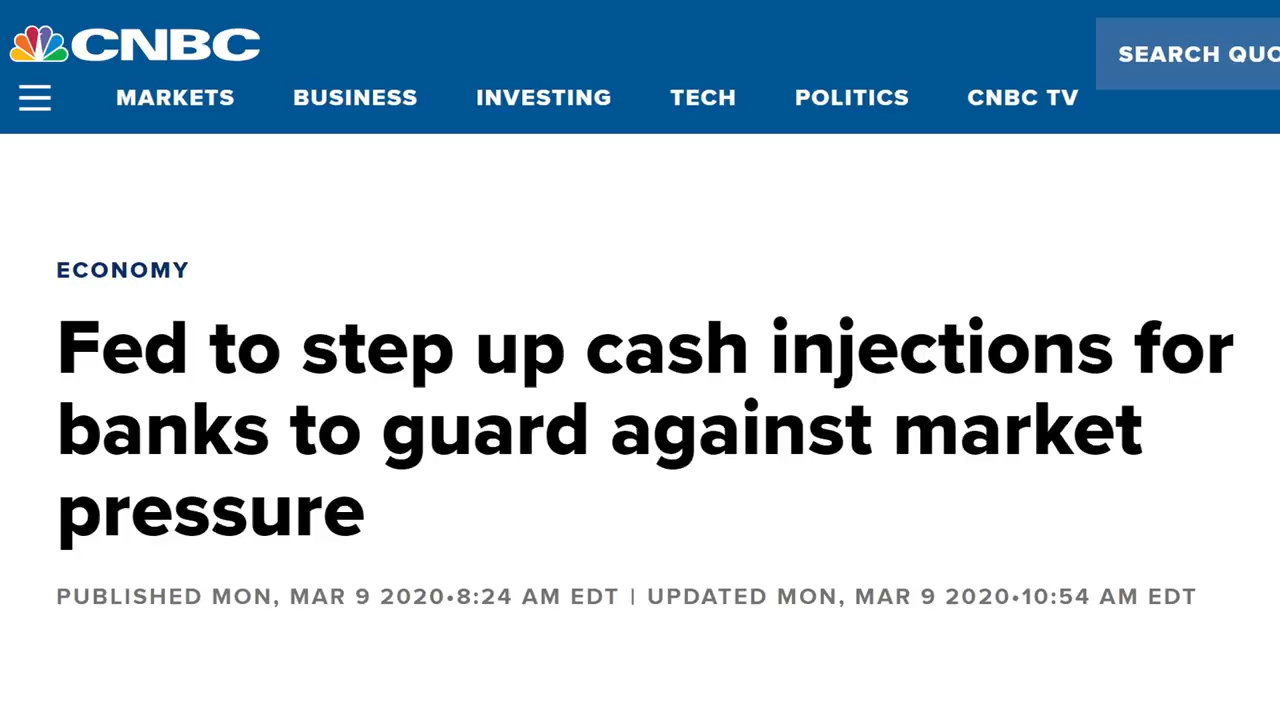 CNBC
SEARCH QUO
MARKETS BUSINESS INVESTING TECH POLITICS CNBC TV
ECONOMY
Fed to step up cash injections for
banks to guard against market
pressure
PUBLISHED MON, MAR 9 2020•8:24 AM EDT | UPDATED MON, MAR 9 2020•10:54 AM EDT